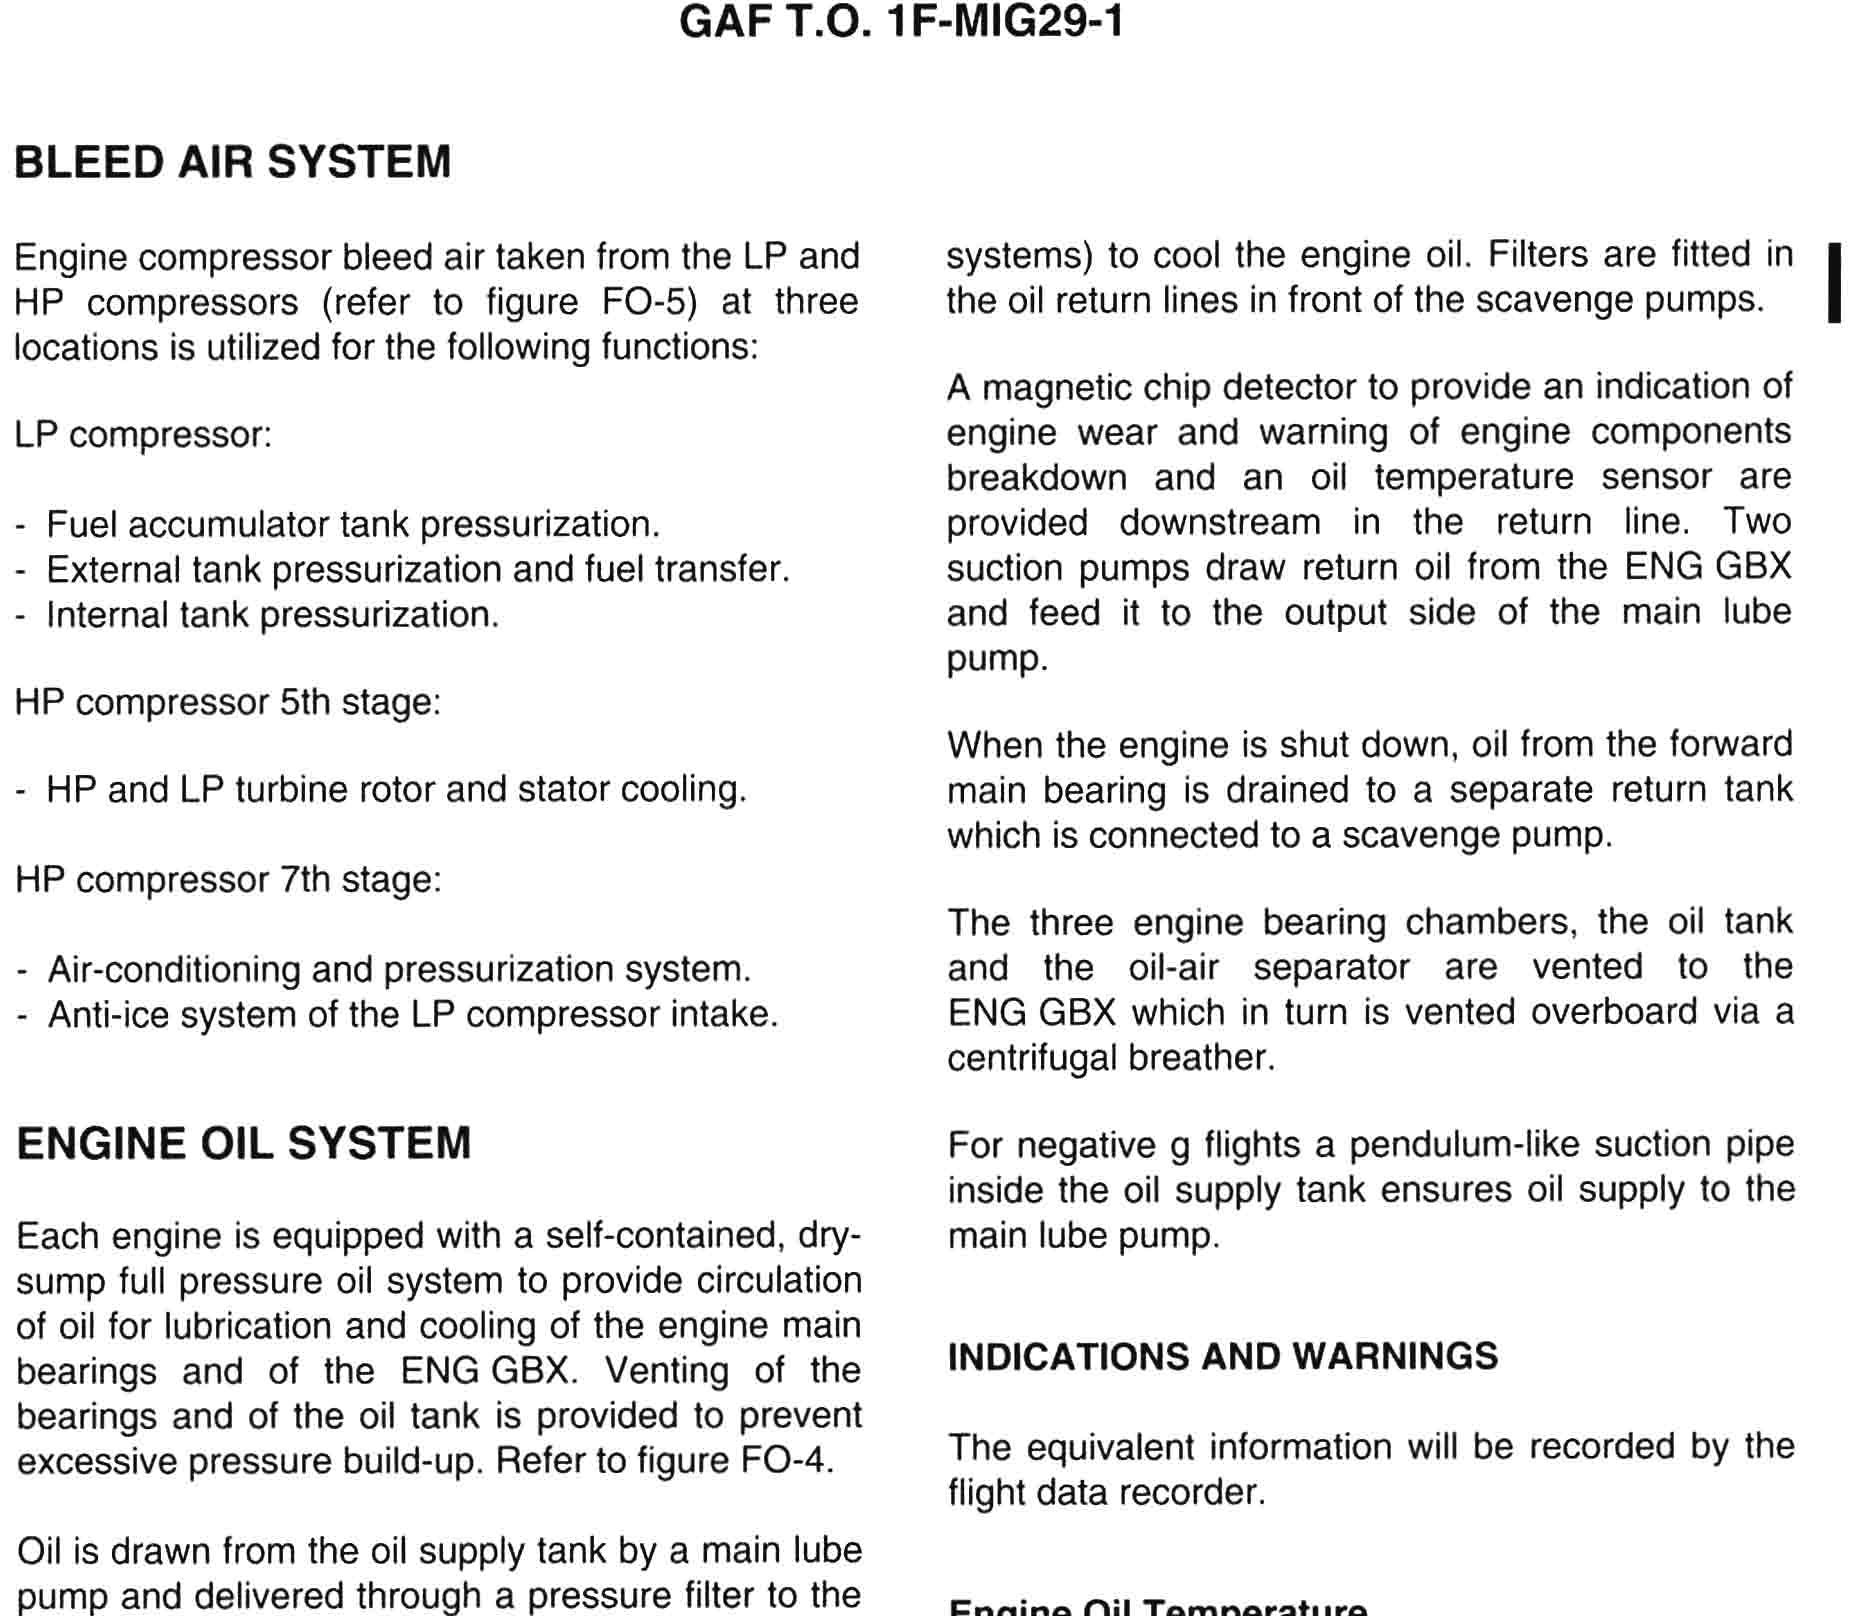 GAF T.O. 1F-MIG29-1
BLEED AIR SYSTEM
Engine compressor bleed air taken from the LP and
HP compressors (refer to figure FO-5) at three
locations is utilized for the following functions:
LP compressor:
- Fuel accumulator tank pressurization.
- External tank pressurization and fuel transfer.
- Internal tank pressurization.
HP compressor 5th stage:
- HP and LP turbine rotor and stator cooling.
HP compressor 7th stage:
- Air-conditioning and pressurization system.
- Anti-ice system of the LP compressor intake.
ENGINE OIL SYSTEM
Each engine is equipped with a self-contained, dry-
sump full pressure oil system to provide circulation
of oil for lubrication and cooling of the engine main
bearings and of the ENG GBX. Venting of the
bearings and of the oil tank is provided to prevent
excessive pressure build-up. Refer to figure FO-4.
Oil is drawn from the oil supply tank by a main lube
pump and delivered through a pressure filter to the
systems) to cool the engine oil. Filters are fitted in
the oil return lines in front of the scavenge pumps.
A magnetic chip detector to provide an indication of
engine wear and warning of engine components
breakdown and an oil temperature sensor are
provided downstream in the return line. Two
suction pumps draw return oil from the ENG GBX
and feed it to the output side of the main lube
pump.
When the engine is shut down, oil from the forward
main bearing is drained to a separate return tank
which is connected to a scavenge pump.
The three engine bearing chambers, the oil tank
and the oil-air separator are vented to the
ENG GBX which in turn is vented overboard via a
centrifugal breather.
For negative g flights a pendulum-like suction pipe
inside the oil supply tank ensures oil supply to the
main lube pump.
INDICATIONS AND WARNINGS
The equivalent information will be recorded by the
flight data recorder.
Engine Oil Temperature